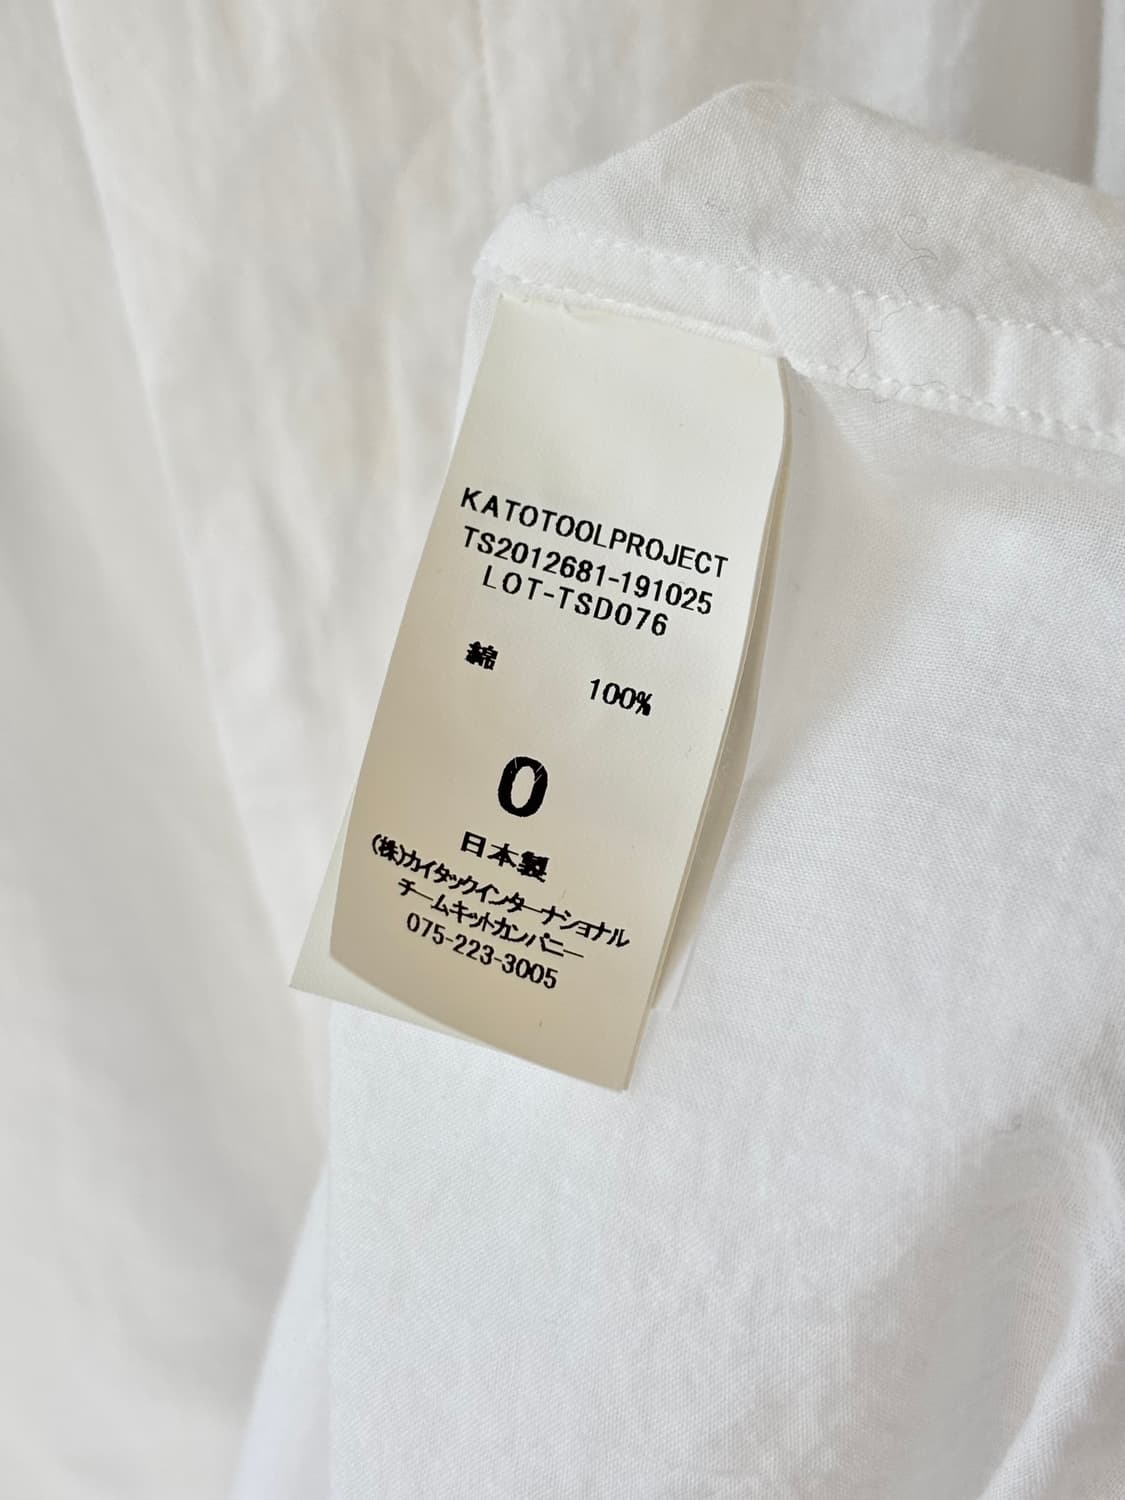 KATOTOOLPROJECT
TS2012681-191025
LOT-TSD076
綿 100%
0
日本製
(株)カイタックインターナショナル
チームキットカンパニー
075-223-3005